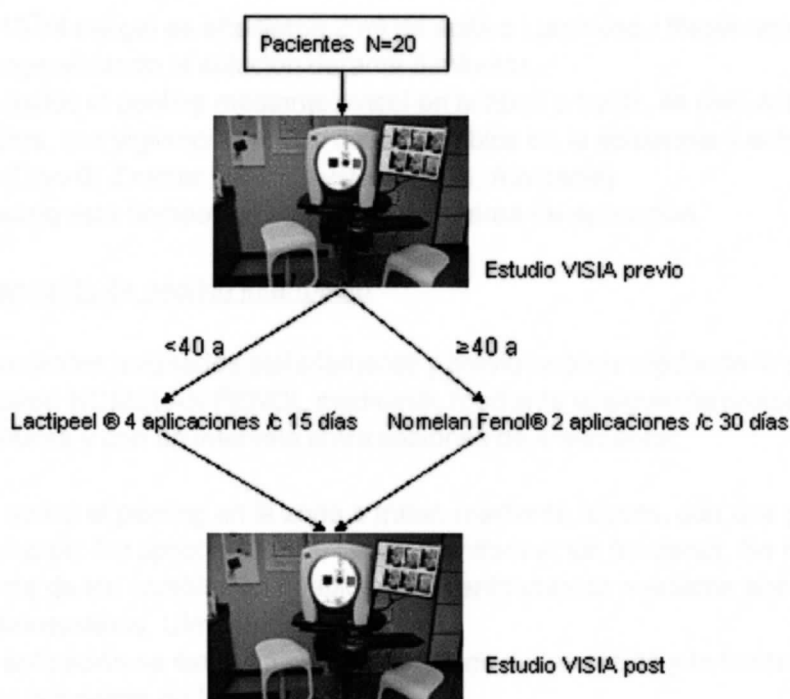 Pacientes N=20
Estudio VISIA previo
<40 a
≥40 a
Lactipeel ® 4 aplicaciones /c 15 días
Nomelan Fenol® 2 aplicaciones /c 30 días
Estudio VISIA post